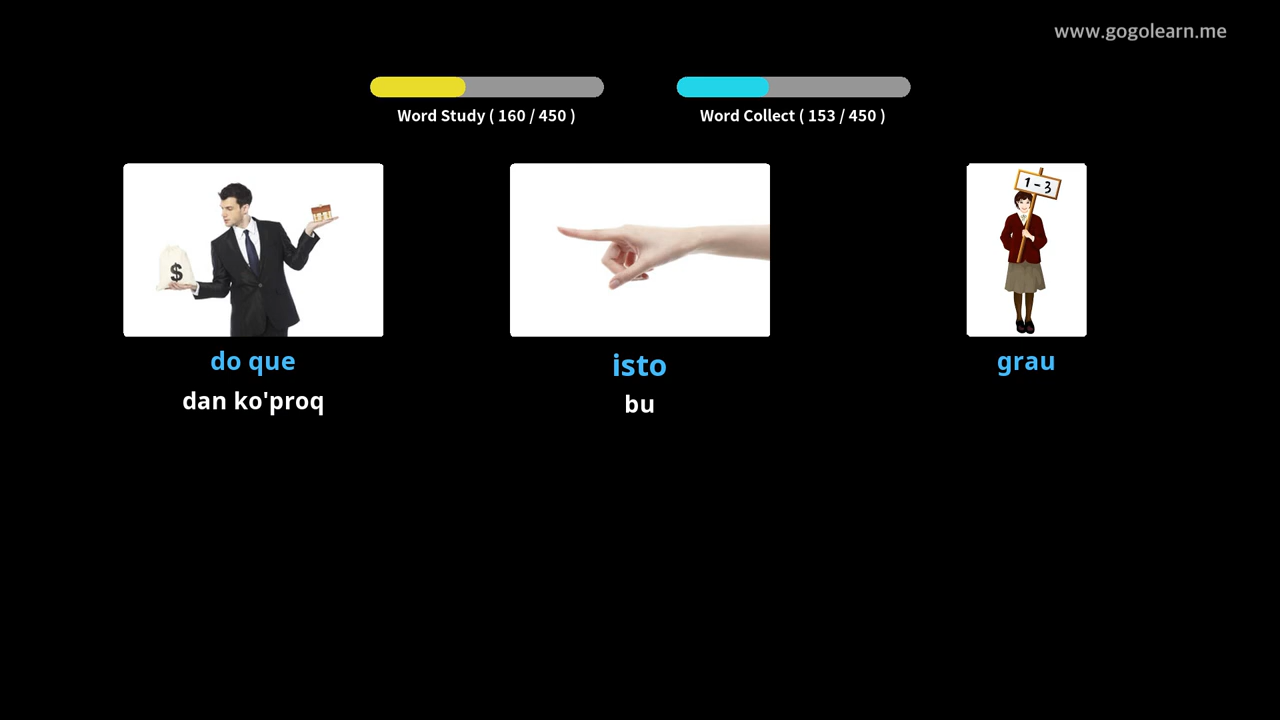 www.gogolearn.me
Word Study ( 160 / 450 )
Word Collect ( 153 / 450 )
$
1 - 3
do que
isto
grau
dan ko'proq
bu